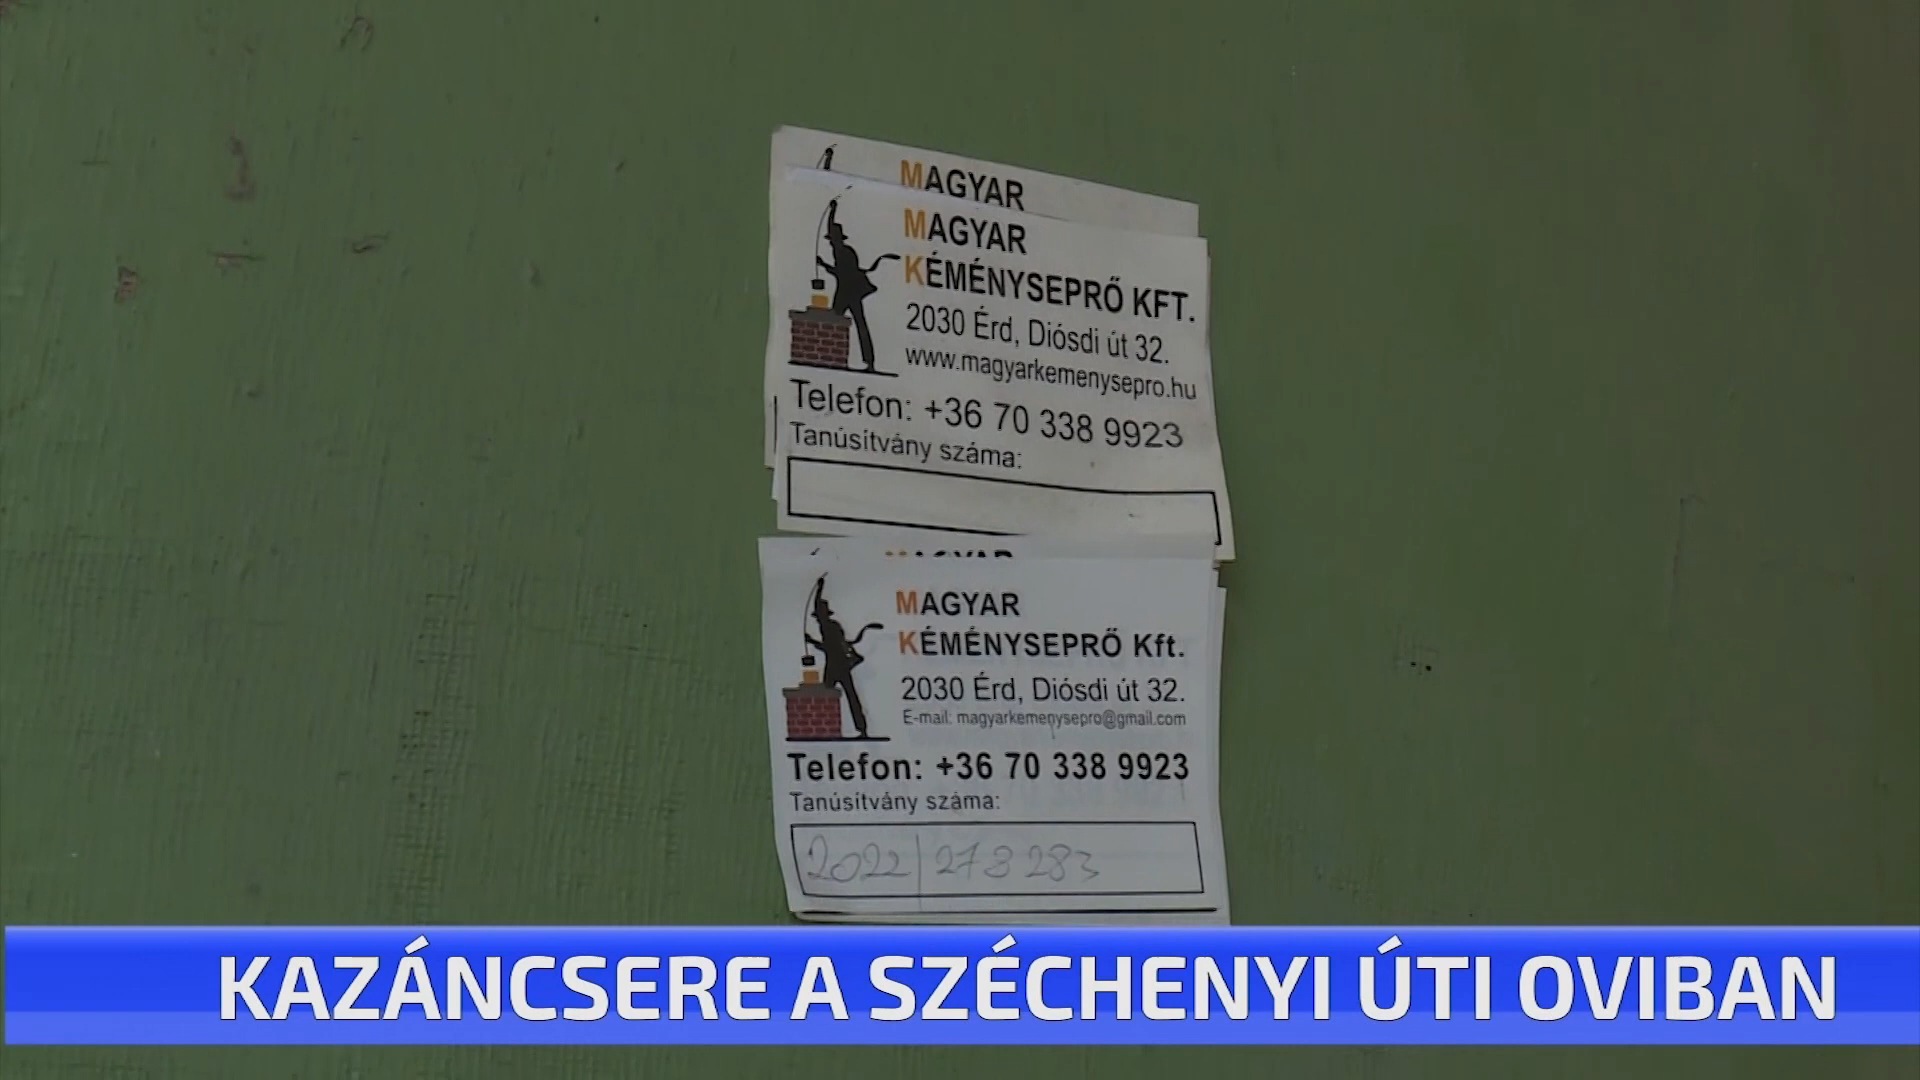 MAGYAR
MAGYAR
KÉMÉNYSEPRŐ KFT.
2030 Érd, Diósdi út 32.
www.magyarkemenysepro.hu
Telefon: +36 70 338 9923
Tanúsítvány száma:
MAGYAR
MAGYAR
KÉMÉNYSEPRŐ Kft.
2030 Érd, Diósdi út 32.
E-mail: magyarkemenysepro@gmail.com
Telefon: +36 70 338 9923
Tanúsítvány száma:
2022/278283
KAZÁNCSERE A SZÉCHENYI ÚTI OVIBAN